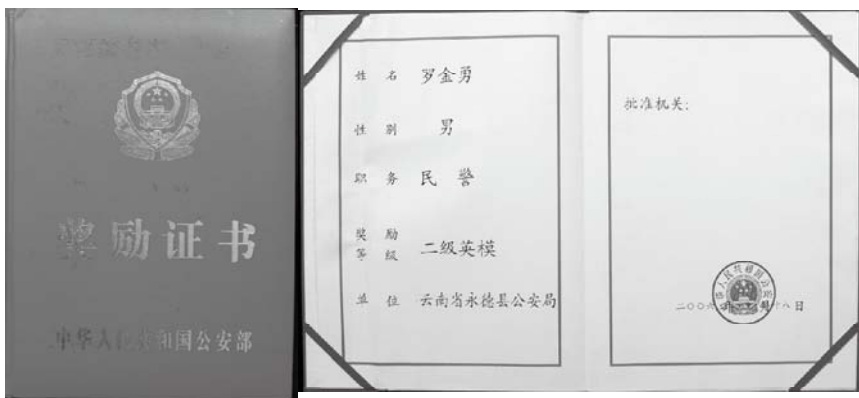 奖励证书
中华人民共和国公安部
姓 名 罗金勇
性 别 男
职 务 民 警
奖 励
等 级 二级英模
单 位 云南省永德县公安局
批准机关: